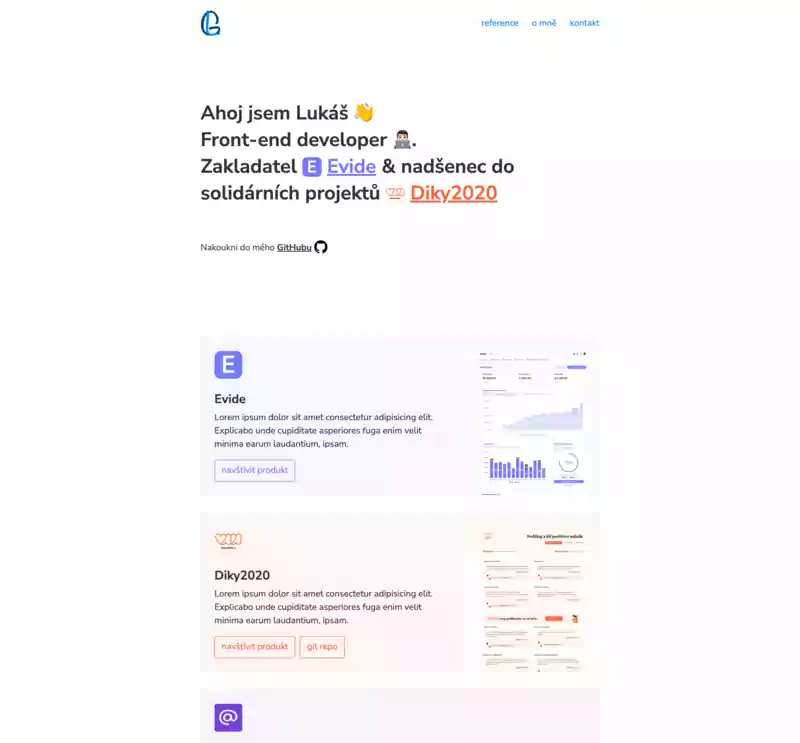 reference o mně kontakt
Ahoj jsem Lukáš 👋
Front-end developer 👨🏻‍💻.
Zakladatel E Evide & nadšenec do
solidárních projektů Diky2020
Nakoukni do mého GitHubu
E
Evide
Lorem ipsum dolor sit amet consectetur adipisicing elit.
Explicabo unde cupiditate asperiores fuga enim velit
minima earum laudantium, ipsam.
navštívit produkt
Diky2020
Lorem ipsum dolor sit amet consectetur adipisicing elit.
Explicabo unde cupiditate asperiores fuga enim velit
minima earum laudantium, ipsam.
navštívit produkt git repo
@